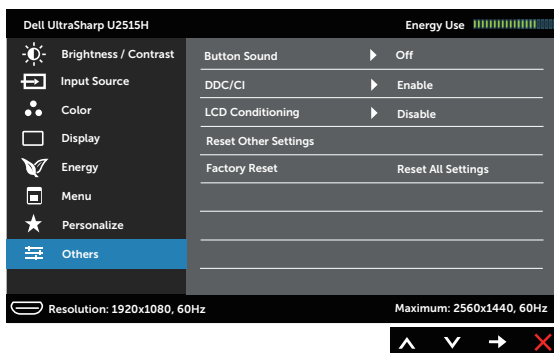 Dell UltraSharp U2515H Energy Use
Brightness / Contrast
Input Source
Color
Display
Energy
Menu
Personalize
Others
Button Sound Off
DDC/CI Enable
LCD Conditioning Disable
Reset Other Settings
Factory Reset Reset All Settings
Resolution: 1920x1080, 60Hz Maximum: 2560x1440, 60Hz